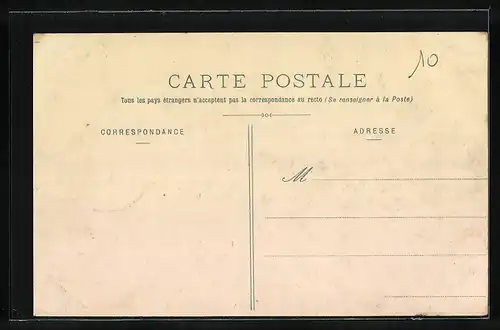 10
CARTE POSTALE
Tous les pays étrangers n'acceptent pas la correspondance au recto (Se renseigner à la Poste)
CORRESPONDANCE
ADRESSE
M